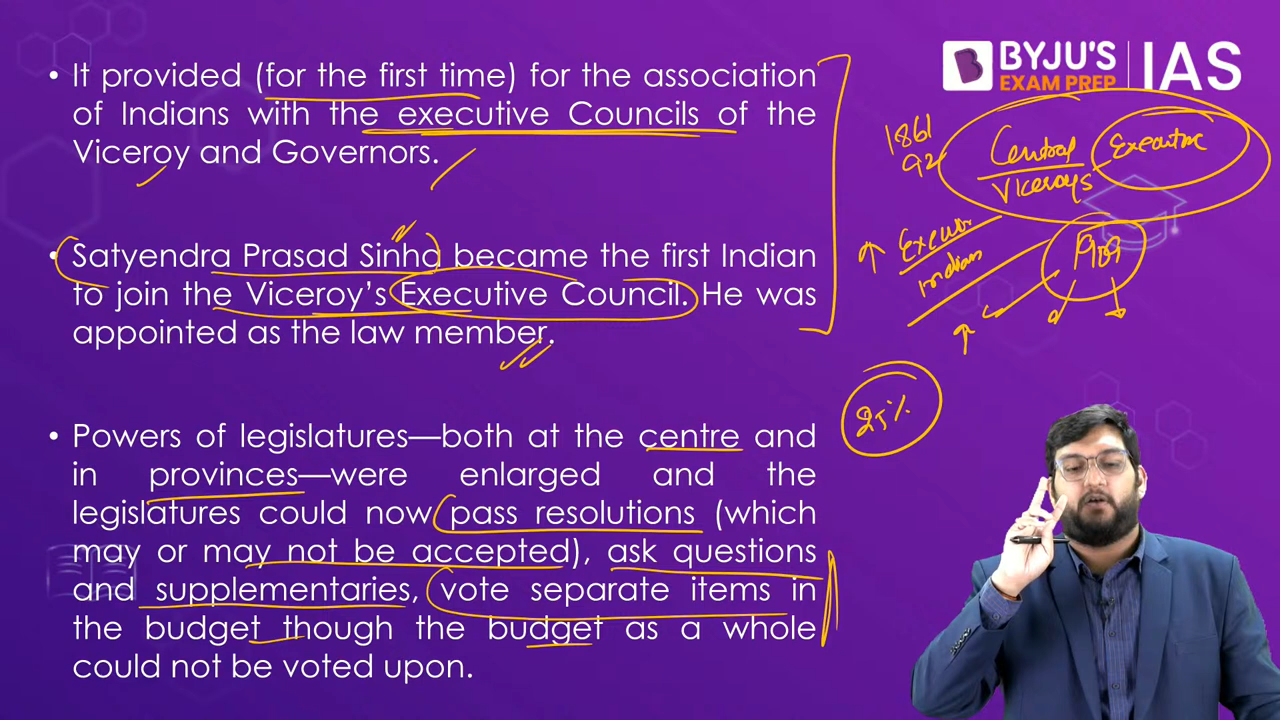 • It provided (for the first time) for the association
of Indians with the executive Councils of the
Viceroy and Governors.
• Satyendra Prasad Sinha became the first Indian
to join the Viceroy's Executive Council. He was
appointed as the law member.
• Powers of legislatures—both at the centre and
in provinces—were enlarged and the
legislatures could now pass resolutions (which
may or may not be accepted), ask questions
and supplementaries, vote separate items in
the budget though the budget as a whole
could not be voted upon.
BYJU'S
EXAM PREP
IAS
1861
92
Central
Viceroys
Executive
Indian
1909
25%